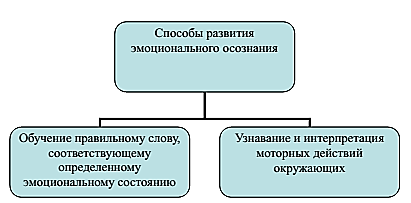 Способы развития
эмоционального осознания
Обучение правильному слову,
соответствующему
определенному
эмоциональному состоянию
Узнавание и интерпретация
моторных действий
окружающих